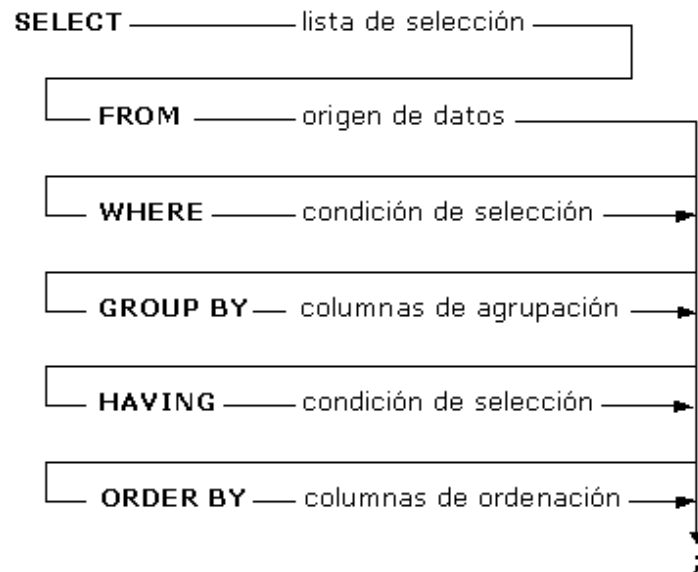 SELECT lista de selección
FROM origen de datos
WHERE condición de selección
GROUP BY columnas de agrupación
HAVING condición de selección
ORDER BY columnas de ordenación